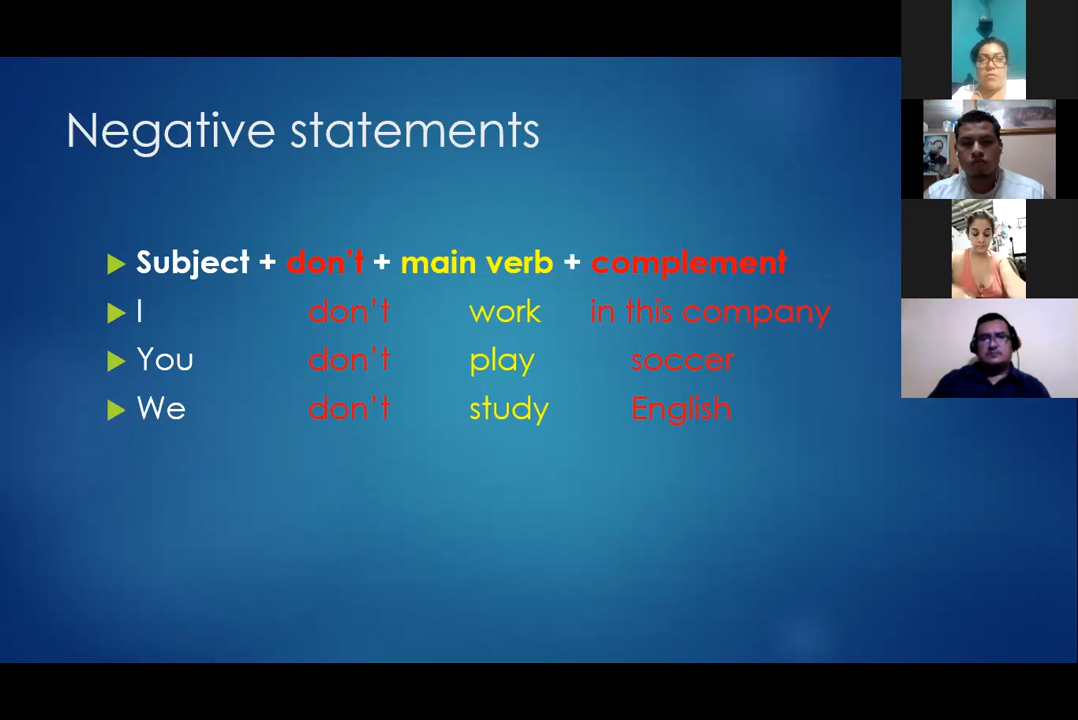 Negative statements
Subject + don't + main verb + complement
I don't work in this company
You don't play soccer
We don't study English